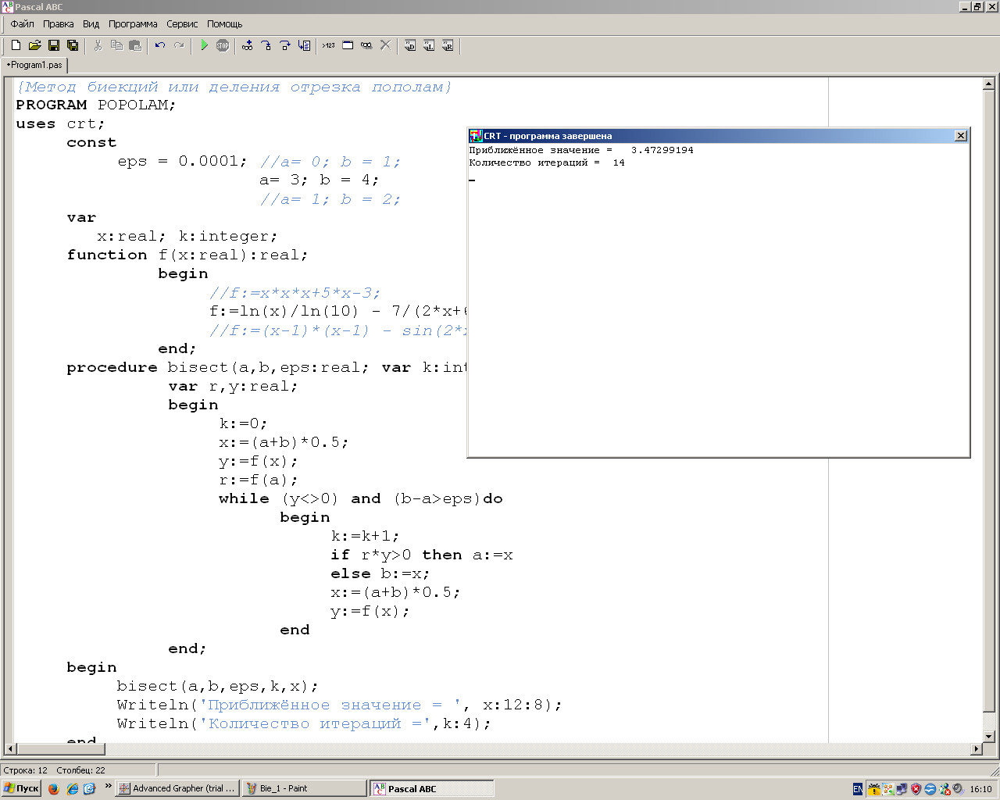 Pascal ABC
Файл Правка Вид Программа Сервис Помощь
•Program1.pas
{Метод биекций или деления отрезка пополам}
PROGRAM POPOLAM;
uses crt;
const
eps = 0.0001; //a= 0; b = 1;
a= 3; b = 4;
//a= 1; b = 2;
var
x:real; k:integer;
function f(x:real):real;
begin
//f:=x*x*x+5*x-3;
f:=ln(x)/ln(10) - 7/(2*x+
//f:=(x-1)*(x-1) - sin(2*
end;
procedure bisect(a,b,eps:real; var k:int
var r,y:real;
begin
k:=0;
x:=(a+b)*0.5;
y:=f(x);
r:=f(a);
while (y<>0) and (b-a>eps)do
begin
k:=k+1;
if r*y>0 then a:=x
else b:=x;
x:=(a+b)*0.5;
y:=f(x);
end
end;
begin
bisect(a,b,eps,k,x);
Writeln('Приближённое значение = ', x:12:8);
Writeln('Количество итераций =',k:4);
end
CRT - программа завершена
Приближённое значение = 3.47299194
Количество итераций = 14
Строка: 12 Столбец: 22
Пуск » Advanced Grapher (trial ... Bie_1 - Paint Pascal ABC EN 16:10